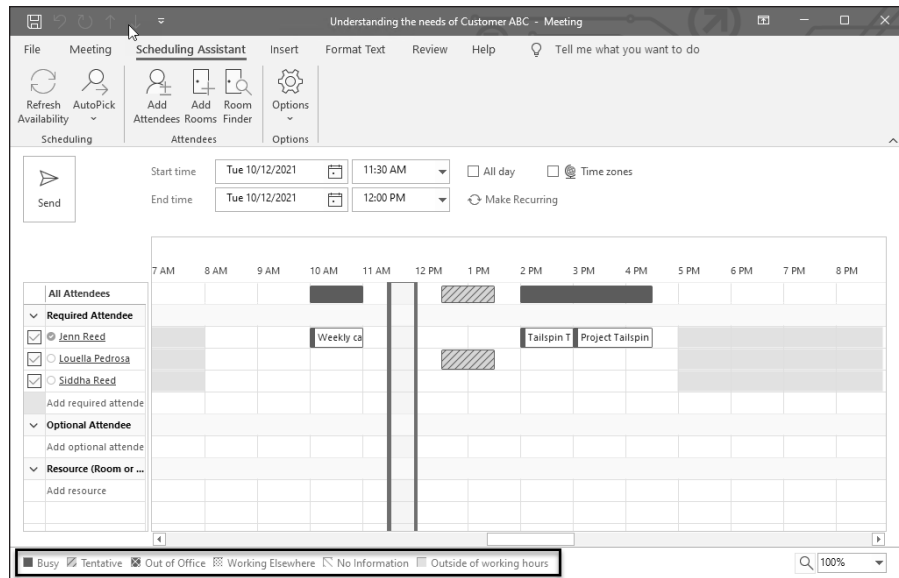 Understanding the needs of Customer ABC - Meeting
File Meeting Scheduling Assistant Insert Format Text Review Help Tell me what you want to do
Refresh Availability AutoPick Add Attendees Add Rooms Room Finder Options
Scheduling Attendees Options
Send
Start time Tue 10/12/2021 11:30 AM All day Time zones
End time Tue 10/12/2021 12:00 PM Make Recurring
7 AM 8 AM 9 AM 10 AM 11 AM 12 PM 1 PM 2 PM 3 PM 4 PM 5 PM 6 PM 7 PM 8 PM
All Attendees
Required Attendee
Jenn Reed Weekly ca Tailspin T Project Tailspin
Louella Pedrosa
Siddha Reed
Add required attende
Optional Attendee
Add optional attende
Resource (Room or ...
Add resource
Busy Tentative Out of Office Working Elsewhere No Information Outside of working hours 100%